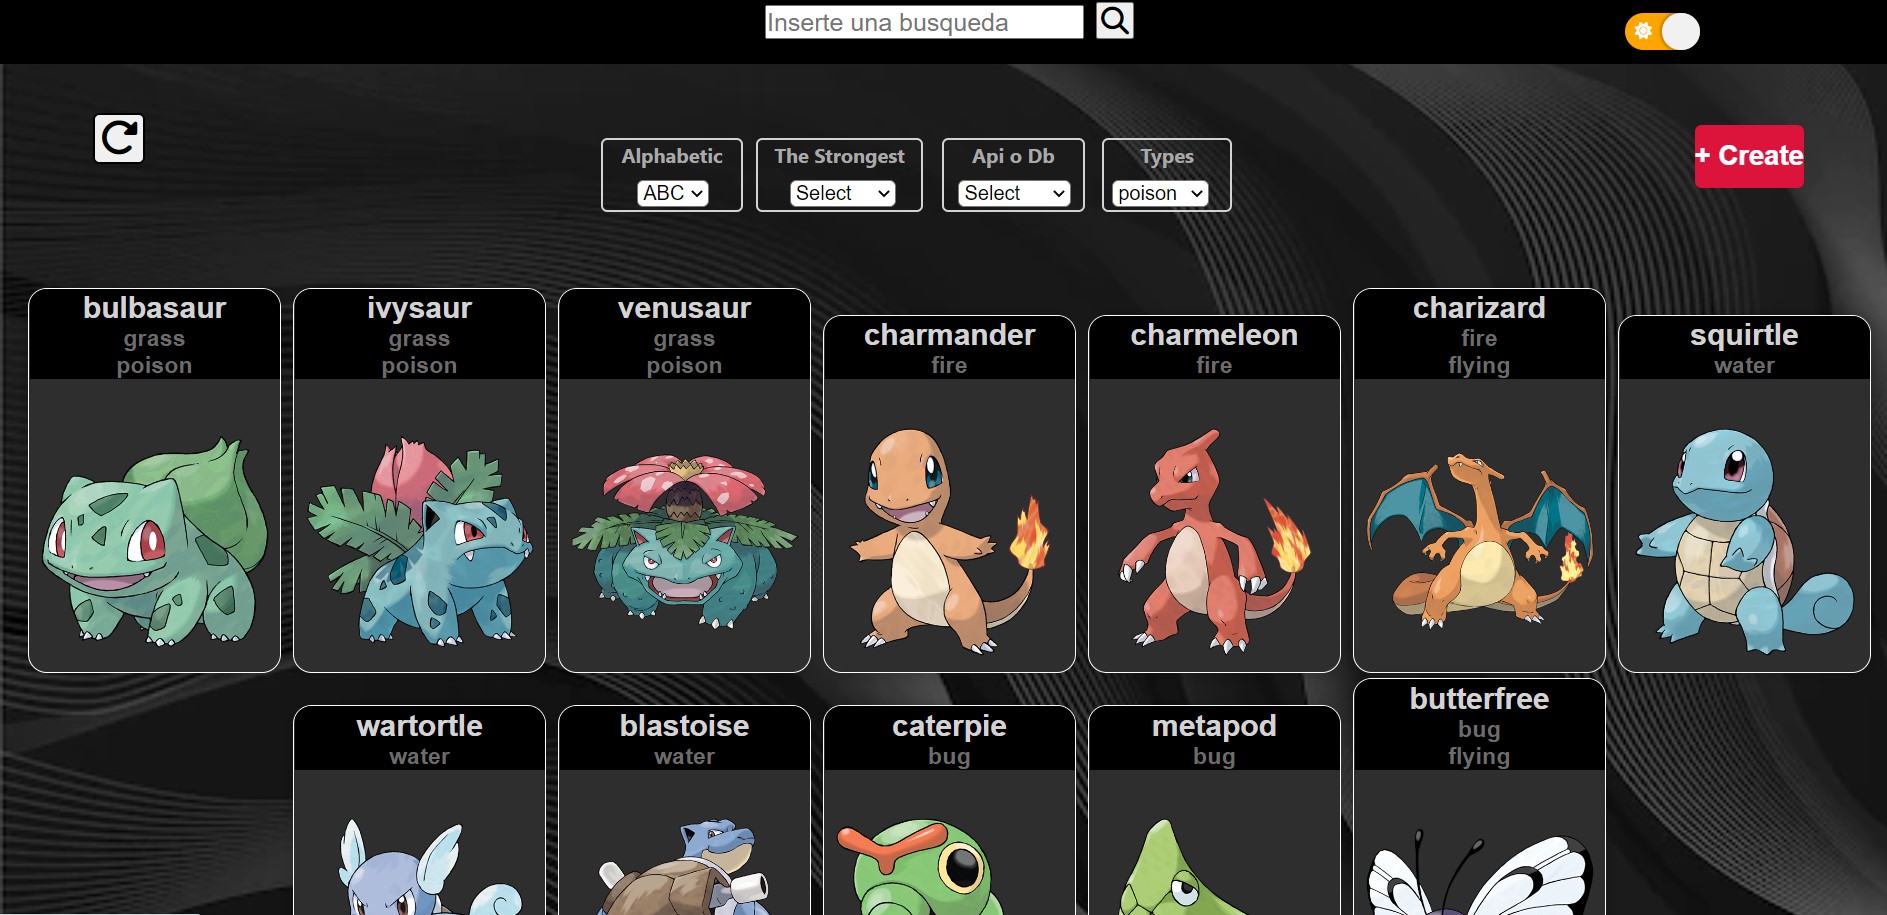 Inserte una busqueda
Alphabetic
ABC
The Strongest
Select
Api o Db
Select
Types
poison
+ Create
bulbasaur
grass
poison
ivysaur
grass
poison
venusaur
grass
poison
charmander
fire
charmeleon
fire
charizard
fire
flying
squirtle
water
wartortle
water
blastoise
water
caterpie
bug
metapod
bug
butterfree
bug
flying